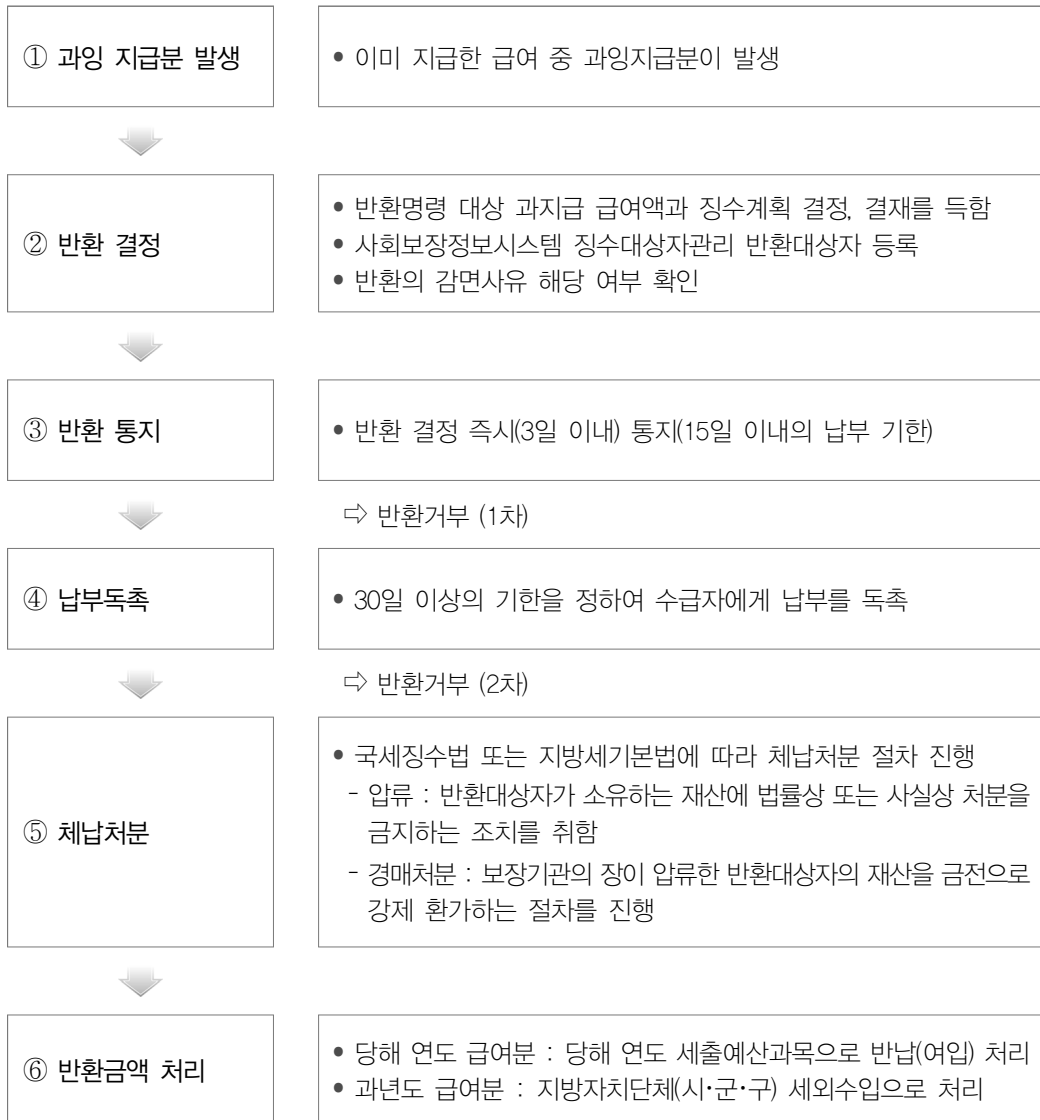 ① 과잉 지급분 발생
• 이미 지급한 급여 중 과잉지급분이 발생
② 반환 결정
• 반환명령 대상 과지급 급여액과 징수계획 결정, 결재를 득함
• 사회보장정보시스템 징수대상자관리 반환대상자 등록
• 반환의 감면사유 해당 여부 확인
③ 반환 통지
• 반환 결정 즉시(3일 이내) 통지(15일 이내의 납부 기한)
⇨ 반환거부 (1차)
④ 납부독촉
• 30일 이상의 기한을 정하여 수급자에게 납부를 독촉
⇨ 반환거부 (2차)
⑤ 체납처분
• 국세징수법 또는 지방세기본법에 따라 체납처분 절차 진행
- 압류 : 반환대상자가 소유하는 재산에 법률상 또는 사실상 처분을
금지하는 조치를 취함
- 경매처분 : 보장기관의 장이 압류한 반환대상자의 재산을 금전으로
강제 환가하는 절차를 진행
⑥ 반환금액 처리
• 당해 연도 급여분 : 당해 연도 세출예산과목으로 반납(여입) 처리
• 과년도 급여분 : 지방자치단체(시·군·구) 세외수입으로 처리